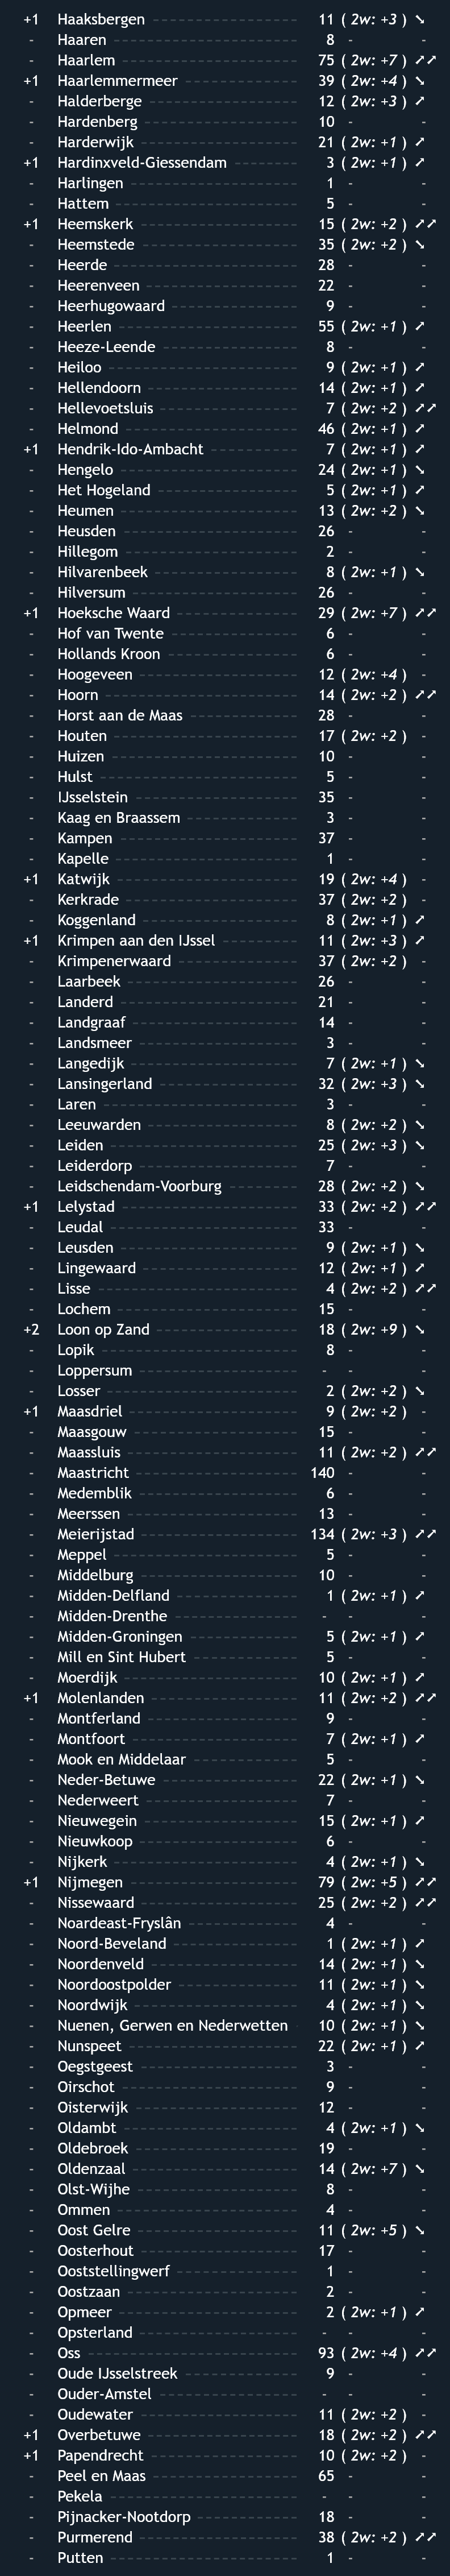 +1 Haaksbergen 11 ( 2w: +3 ) ➘
- Haaren 8 - -
- Haarlem 75 ( 2w: +7 ) ➚➚
+1 Haarlemmermeer 39 ( 2w: +4 ) ➘
- Halderberge 12 ( 2w: +3 ) ➚
- Hardenberg 10 - -
- Harderwijk 21 ( 2w: +1 ) ➚
+1 Hardinxveld-Giessendam 3 ( 2w: +1 ) ➚
- Harlingen 1 - -
- Hattem 5 - -
+1 Heemskerk 15 ( 2w: +2 ) ➚➚
- Heemstede 35 ( 2w: +2 ) ➘
- Heerde 28 - -
- Heerenveen 22 - -
- Heerhugowaard 9 - -
- Heerlen 55 ( 2w: +1 ) ➚
- Heeze-Leende 8 - -
- Heiloo 9 ( 2w: +1 ) ➚
- Hellendoorn 14 ( 2w: +1 ) ➚
- Hellevoetsluis 7 ( 2w: +2 ) ➚➚
- Helmond 46 ( 2w: +1 ) ➚
+1 Hendrik-Ido-Ambacht 7 ( 2w: +1 ) ➚
- Hengelo 24 ( 2w: +1 ) ➘
- Het Hogeland 5 ( 2w: +1 ) ➚
- Heumen 13 ( 2w: +2 ) ➘
- Heusden 26 - -
- Hillegom 2 - -
- Hilvarenbeek 8 ( 2w: +1 ) ➘
- Hilversum 26 - -
+1 Hoeksche Waard 29 ( 2w: +7 ) ➚➚
- Hof van Twente 6 - -
- Hollands Kroon 6 - -
- Hoogeveen 12 ( 2w: +4 ) -
- Hoorn 14 ( 2w: +2 ) ➚➚
- Horst aan de Maas 28 - -
- Houten 17 ( 2w: +2 ) -
- Huizen 10 - -
- Hulst 5 - -
- IJsselstein 35 - -
- Kaag en Braassem 3 - -
- Kampen 37 - -
- Kapelle 1 - -
+1 Katwijk 19 ( 2w: +4 ) -
- Kerkrade 37 ( 2w: +2 ) -
- Koggenland 8 ( 2w: +1 ) ➚
+1 Krimpen aan den IJssel 11 ( 2w: +3 ) ➚
- Krimpenerwaard 37 ( 2w: +2 ) -
- Laarbeek 26 - -
- Landerd 21 - -
- Landgraaf 14 - -
- Landsmeer 3 - -
- Langedijk 7 ( 2w: +1 ) ➘
- Lansingerland 32 ( 2w: +3 ) ➘
- Laren 3 - -
- Leeuwarden 8 ( 2w: +2 ) ➘
- Leiden 25 ( 2w: +3 ) ➘
- Leiderdorp 7 - -
- Leidschendam-Voorburg 28 ( 2w: +2 ) ➘
+1 Lelystad 33 ( 2w: +2 ) ➚➚
- Leudal 33 - -
- Leusden 9 ( 2w: +1 ) ➘
- Lingewaard 12 ( 2w: +1 ) ➚
- Lisse 4 ( 2w: +2 ) ➚➚
- Lochem 15 - -
+2 Loon op Zand 18 ( 2w: +9 ) ➘
- Lopik 8 - -
- Loppersum - - -
- Losser 2 ( 2w: +2 ) ➘
+1 Maasdriel 9 ( 2w: +2 ) -
- Maasgouw 15 - -
- Maassluis 11 ( 2w: +2 ) ➚➚
- Maastricht 140 - -
- Medemblik 6 - -
- Meerssen 13 - -
- Meierijstad 134 ( 2w: +3 ) ➚➚
- Meppel 5 - -
- Middelburg 10 - -
- Midden-Delfland 1 ( 2w: +1 ) ➚
- Midden-Drenthe - - -
- Midden-Groningen 5 ( 2w: +1 ) ➚
- Mill en Sint Hubert 5 - -
- Moerdijk 10 ( 2w: +1 ) ➚
+1 Molenlanden 11 ( 2w: +2 ) ➚➚
- Montferland 9 - -
- Montfoort 7 ( 2w: +1 ) ➚
- Mook en Middelaar 5 - -
- Neder-Betuwe 22 ( 2w: +1 ) ➘
- Nederweert 7 - -
- Nieuwegein 15 ( 2w: +1 ) ➚
- Nieuwkoop 6 - -
- Nijkerk 4 ( 2w: +1 ) ➘
+1 Nijmegen 79 ( 2w: +5 ) ➚➚
- Nissewaard 25 ( 2w: +2 ) ➚➚
- Noardeast-Fryslân 4 - -
- Noord-Beveland 1 ( 2w: +1 ) ➚
- Noordenveld 14 ( 2w: +1 ) ➘
- Noordoostpolder 11 ( 2w: +1 ) ➘
- Noordwijk 4 ( 2w: +1 ) ➘
- Nuenen, Gerwen en Nederwetten 10 ( 2w: +1 ) ➘
- Nunspeet 22 ( 2w: +1 ) ➚
- Oegstgeest 3 - -
- Oirschot 9 - -
- Oisterwijk 12 - -
- Oldambt 4 ( 2w: +1 ) ➘
- Oldebroek 19 - -
- Oldenzaal 14 ( 2w: +7 ) ➘
- Olst-Wijhe 8 - -
- Ommen 4 - -
- Oost Gelre 11 ( 2w: +5 ) ➘
- Oosterhout 17 - -
- Ooststellingwerf 1 - -
- Oostzaan 2 - -
- Opmeer 2 ( 2w: +1 ) ➚
- Opsterland - - -
- Oss 93 ( 2w: +4 ) ➚➚
- Oude IJsselstreek 9 - -
- Ouder-Amstel - - -
- Oudewater 11 ( 2w: +2 ) -
+1 Overbetuwe 18 ( 2w: +2 ) ➚➚
+1 Papendrecht 10 ( 2w: +2 ) -
- Peel en Maas 65 - -
- Pekela - - -
- Pijnacker-Nootdorp 18 - -
- Purmerend 38 ( 2w: +2 ) ➚➚
- Putten 1 - -